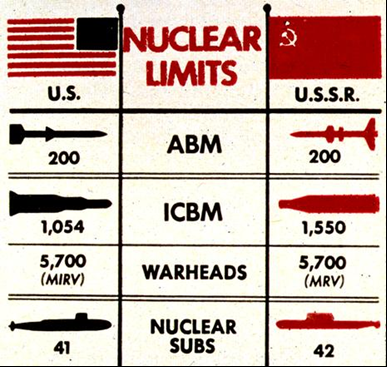 NUCLEAR
LIMITS
U.S.
U.S.S.R.
200
ABM
200
1,054
ICBM
1,550
5,700
(MIRV)
WARHEADS
5,700
(MRV)
41
NUCLEAR
SUBS
42